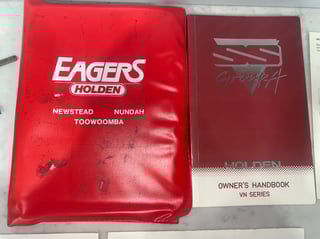 EAGERS
HOLDEN
NEWSTEAD NUNDAH
TOOWOOMBA
SS
HOLDEN
OWNER'S HANDBOOK
VN SERIES